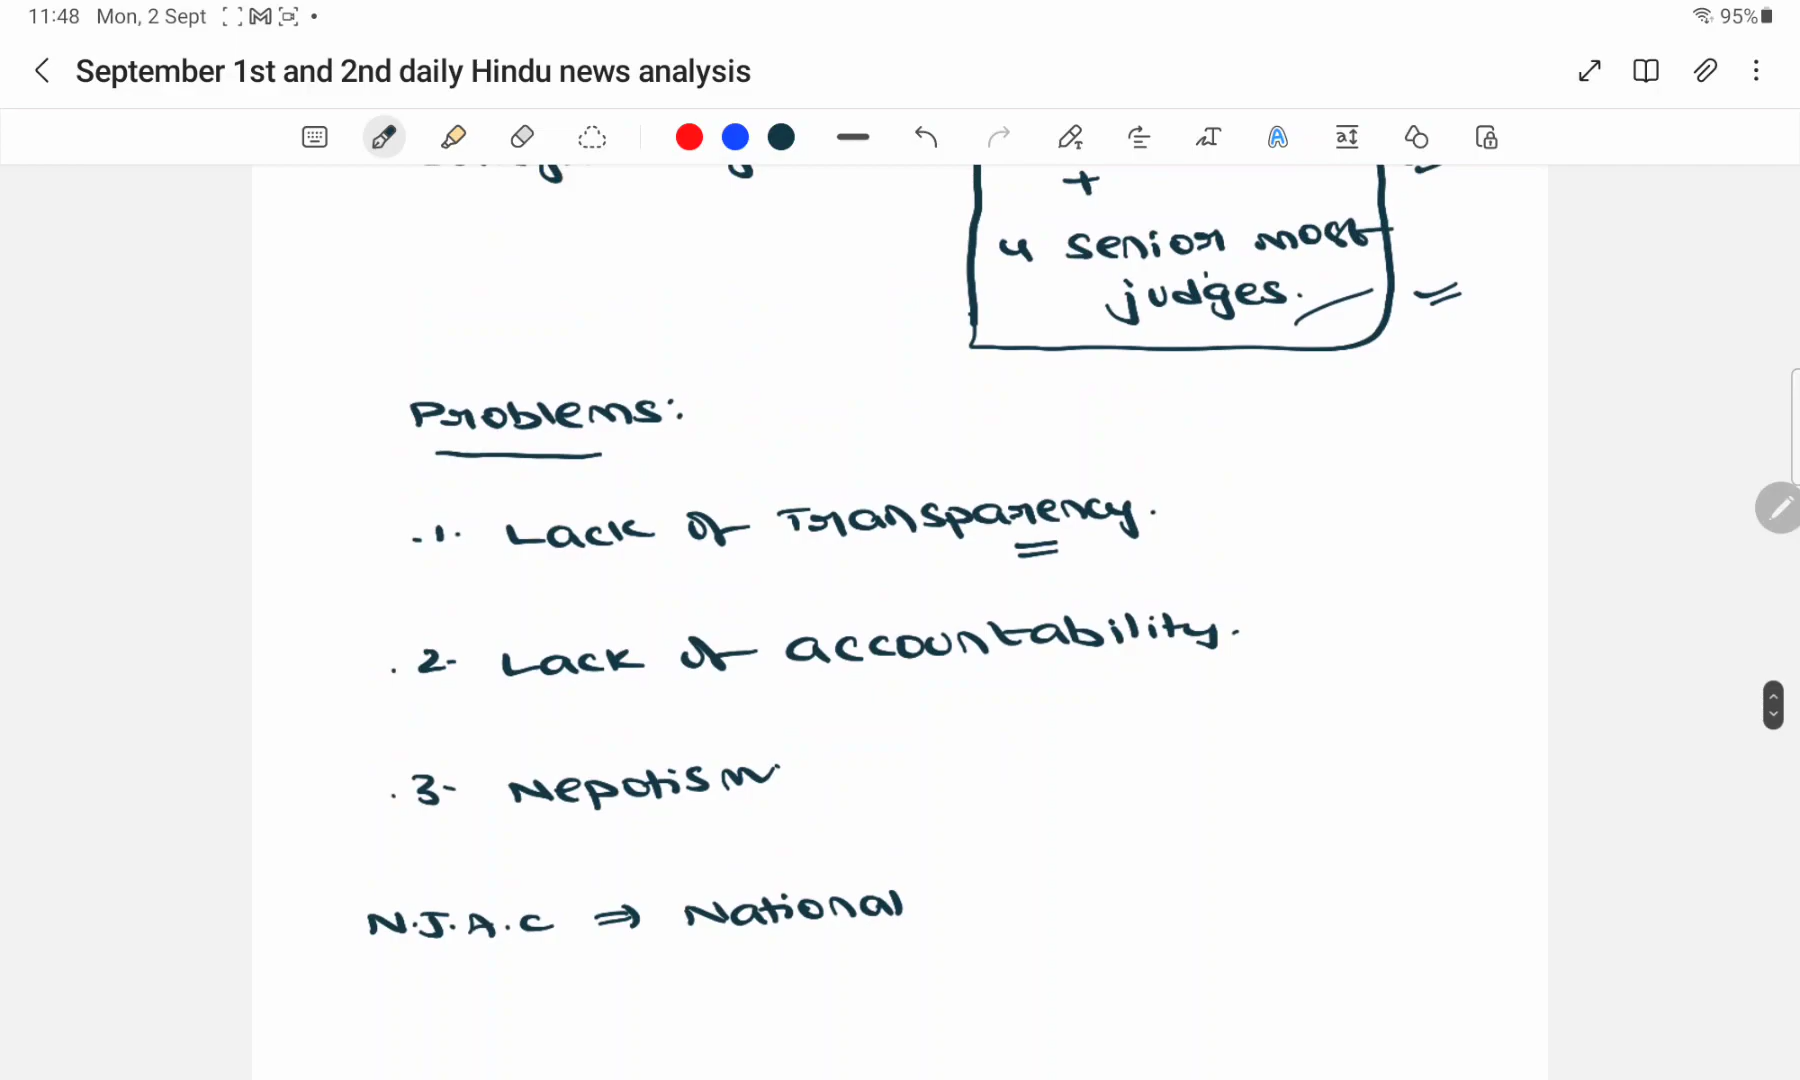 11:48 Mon, 2 Sept 95%
September 1st and 2nd daily Hindu news analysis
+
4 senior most
judges.
Problems:
1. Lack of Transparency.
2- Lack of accountability.
3- Nepotism
N.J.A.C ⇒ National